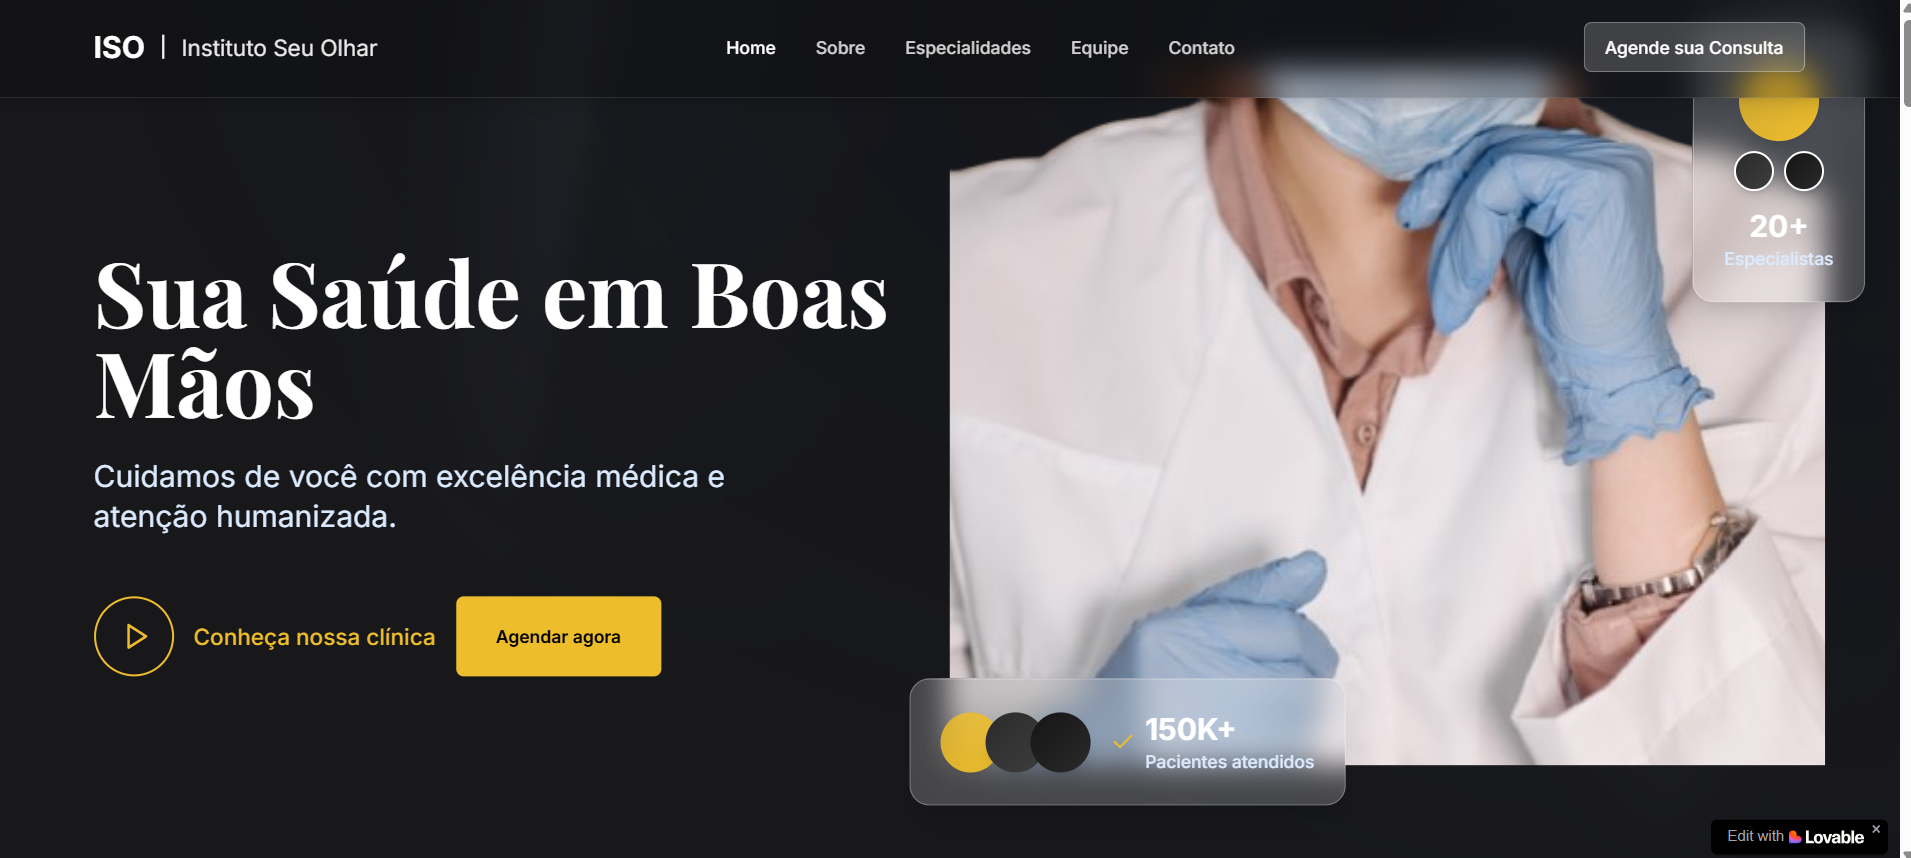 ISO | Instituto Seu Olhar
Home
Sobre
Especialidades
Equipe
Contato
Agende sua Consulta
Sua Saúde em Boas
Mãos
Cuidamos de você com excelência médica e
atenção humanizada.
Conheça nossa clínica
Agendar agora
20+
Especialistas
150K+
Pacientes atendidos
Edit with Lovable ×